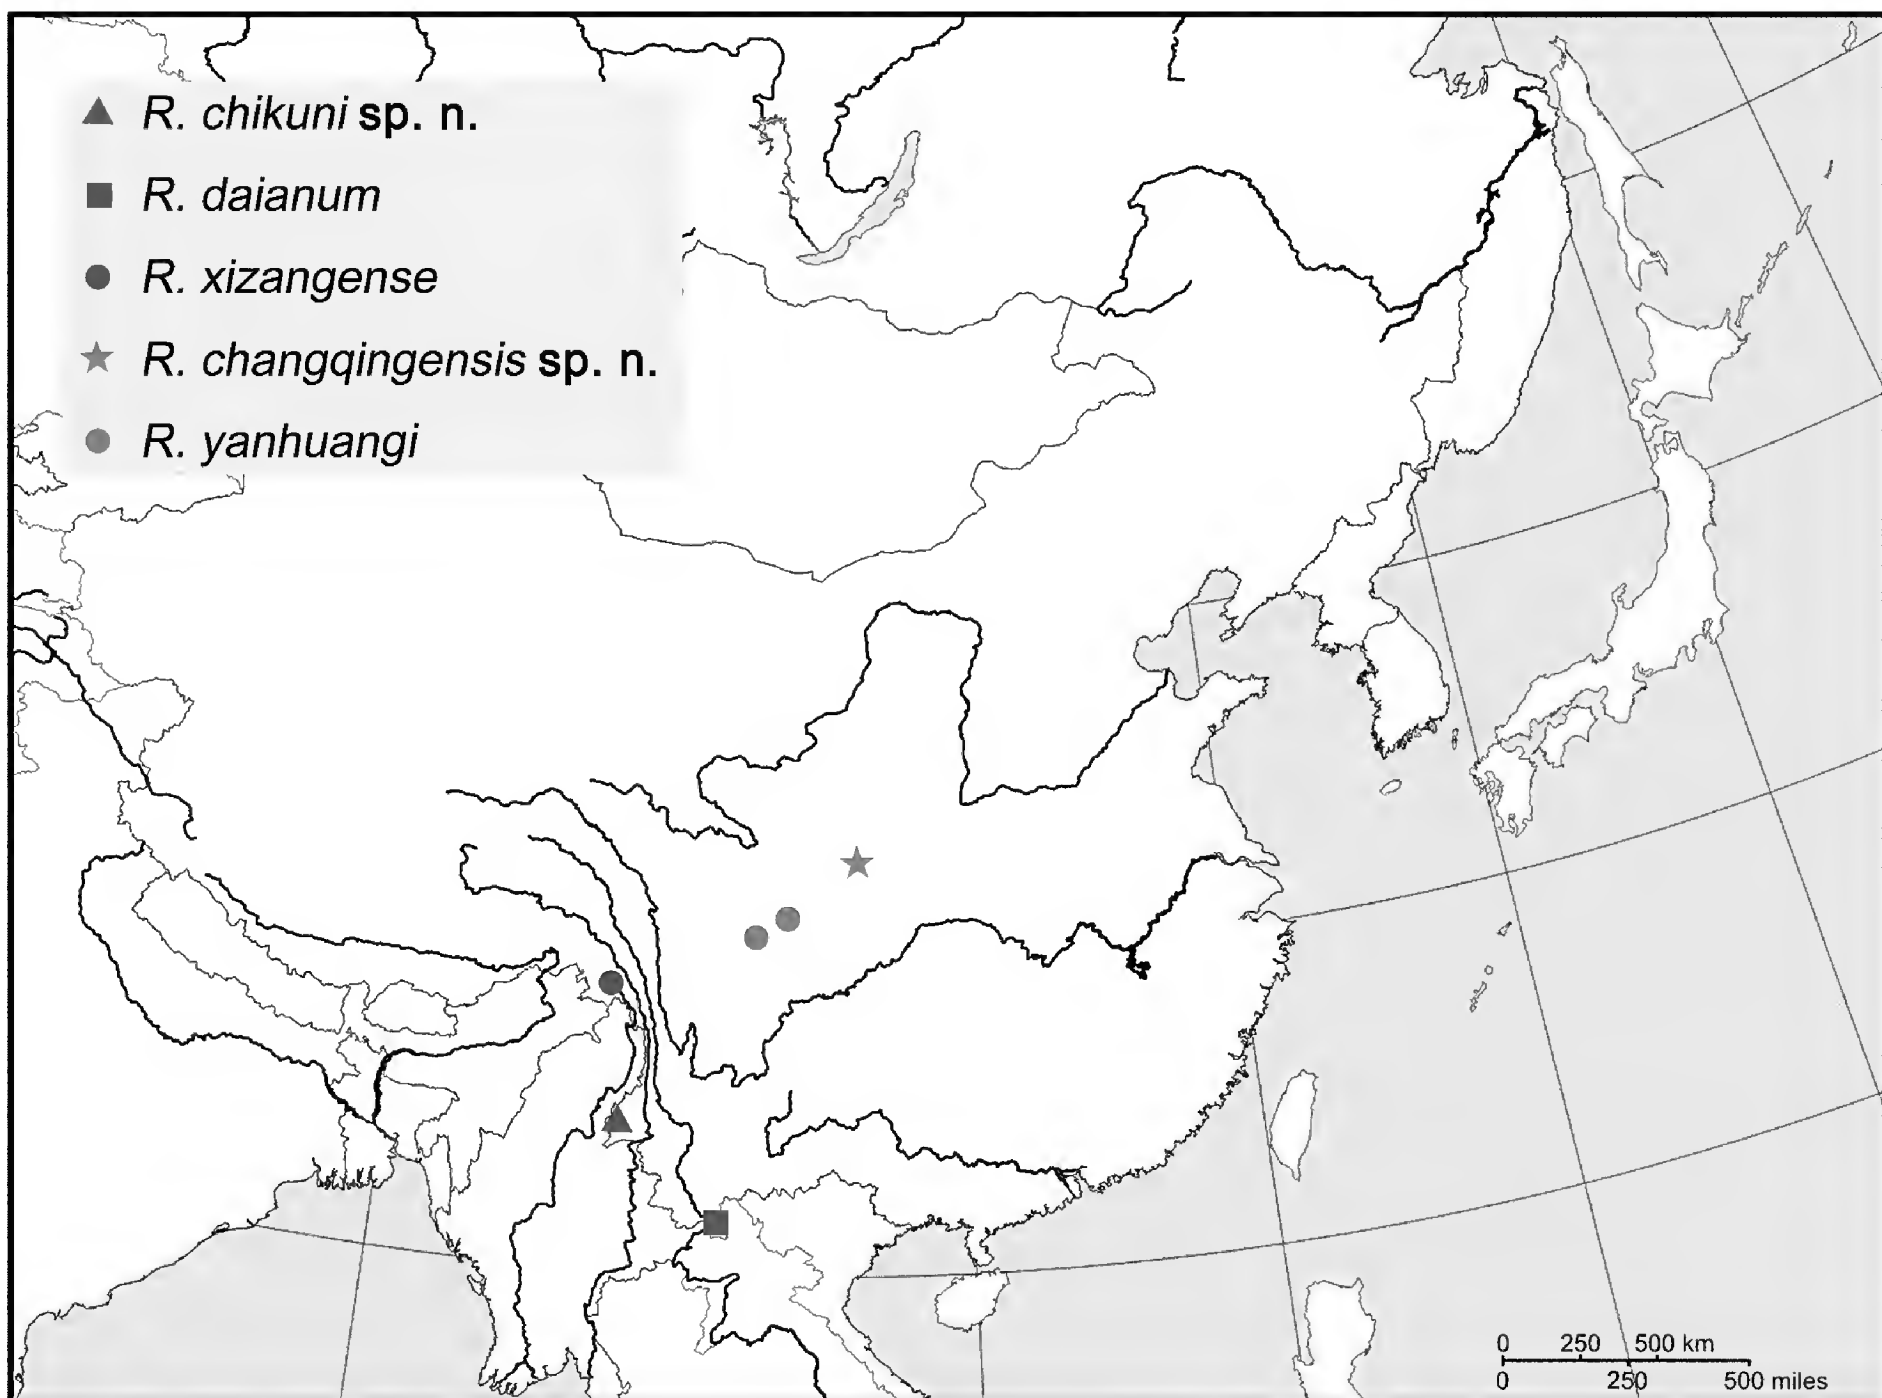 R. chikuni sp. n.
R. daianum
R. xizangense
R. changqingensis sp. n.
R. yanhuangi
0 250 500 km
0 250 500 miles